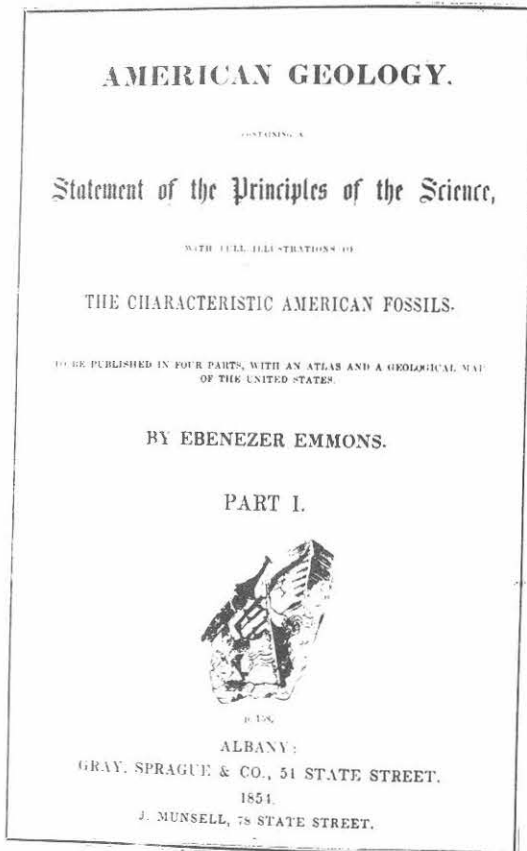 AMERICAN GEOLOGY,
CONTAINING A
Statement of the Principles of the Science,
WITH FULL ILLUSTRATIONS OF
THE CHARACTERISTIC AMERICAN FOSSILS.
TO BE PUBLISHED IN FOUR PARTS, WITH AN ATLAS AND A GEOLOGICAL MAP
OF THE UNITED STATES.
BY EBENEZER EMMONS.
PART I.
ALBANY:
GRAY, SPRAGUE & CO., 51 STATE STREET.
1854.
J. MUNSELL, 78 STATE STREET.